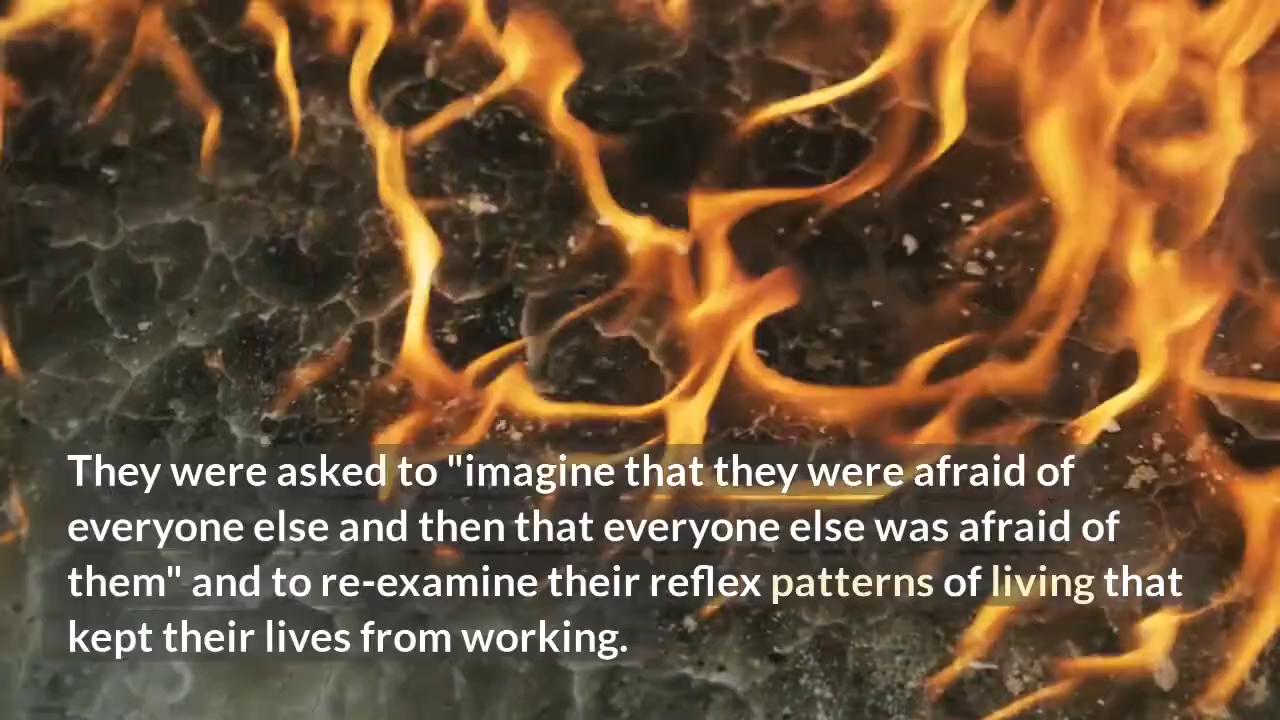 They were asked to "imagine that they were afraid of
everyone else and then that everyone else was afraid of
them" and to re-examine their reflex patterns of living that
kept their lives from working.